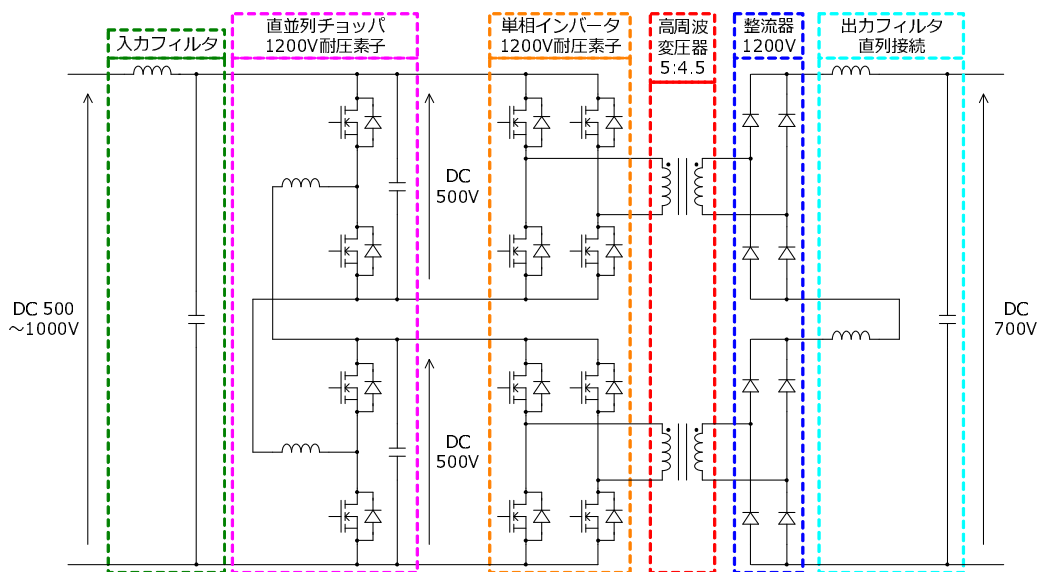 入力フィルタ
直並列チョッパ
1200V耐圧素子
単相インバータ
1200V耐圧素子
高周波
変圧器
5:4.5
整流器
1200V
出力フィルタ
直列接続
DC 500
～1000V
DC
500V
DC
500V
DC
700V